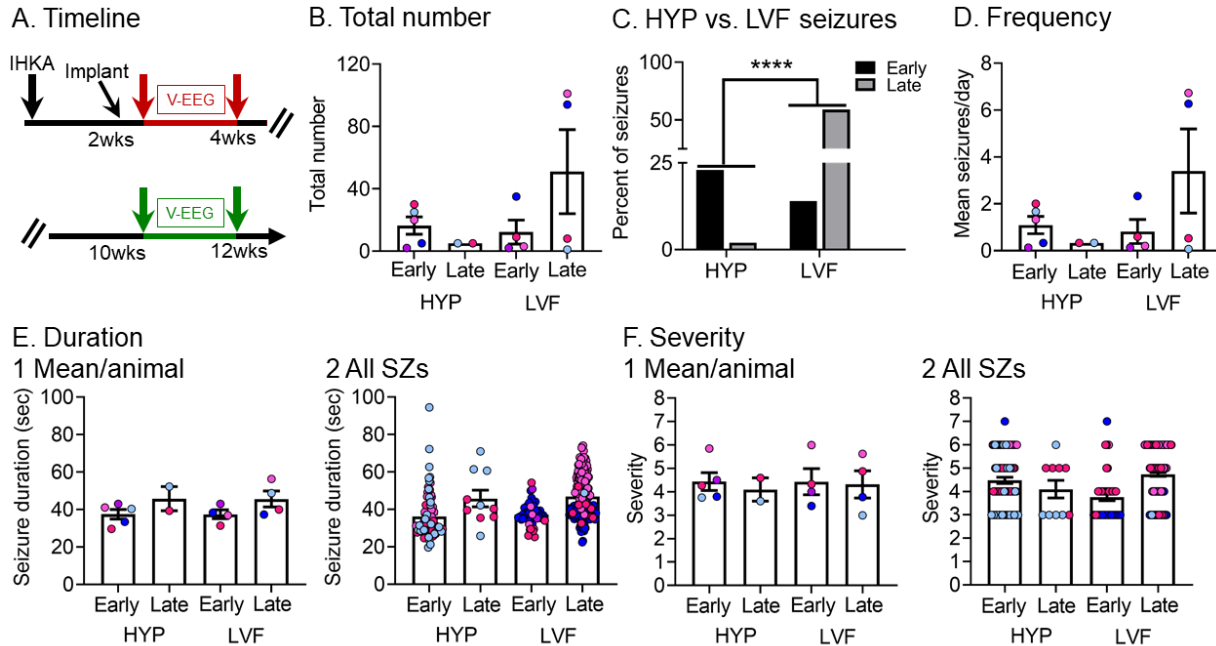 A. Timeline
IHKA
Implant
V-EEG
2wks
4wks
V-EEG
10wks
12wks
B. Total number
Total number
120
80
40
0
Early
Late
Early
Late
HYP
LVF
C. HYP vs. LVF seizures
Percent of seizures
100
50
25
0
****
Early
Late
HYP
LVF
D. Frequency
Mean seizures/day
8
6
4
2
0
Early
Late
Early
Late
HYP
LVF
E. Duration
1 Mean/animal
Seizure duration (sec)
100
80
60
40
20
0
Early
Late
Early
Late
HYP
LVF
2 All SZs
Seizure duration (sec)
100
80
60
40
20
0
Early
Late
Early
Late
HYP
LVF
F. Severity
1 Mean/animal
Severity
8
7
6
5
4
3
2
1
0
Early
Late
Early
Late
HYP
LVF
2 All SZs
Severity
8
7
6
5
4
3
2
1
0
Early
Late
Early
Late
HYP
LVF